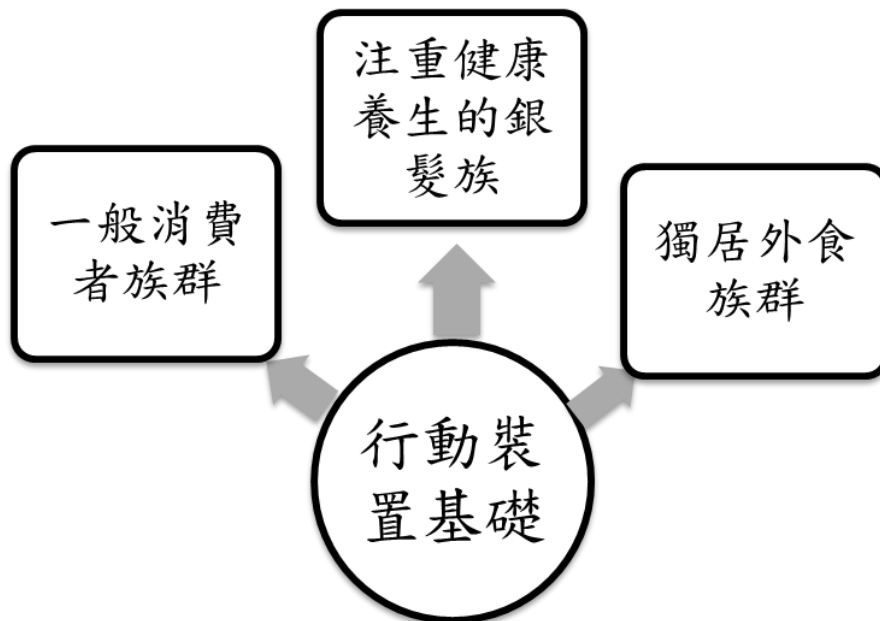 注重健康
養生的銀
髮族
一般消費
者族群
獨居外食
族群
行動裝
置基礎